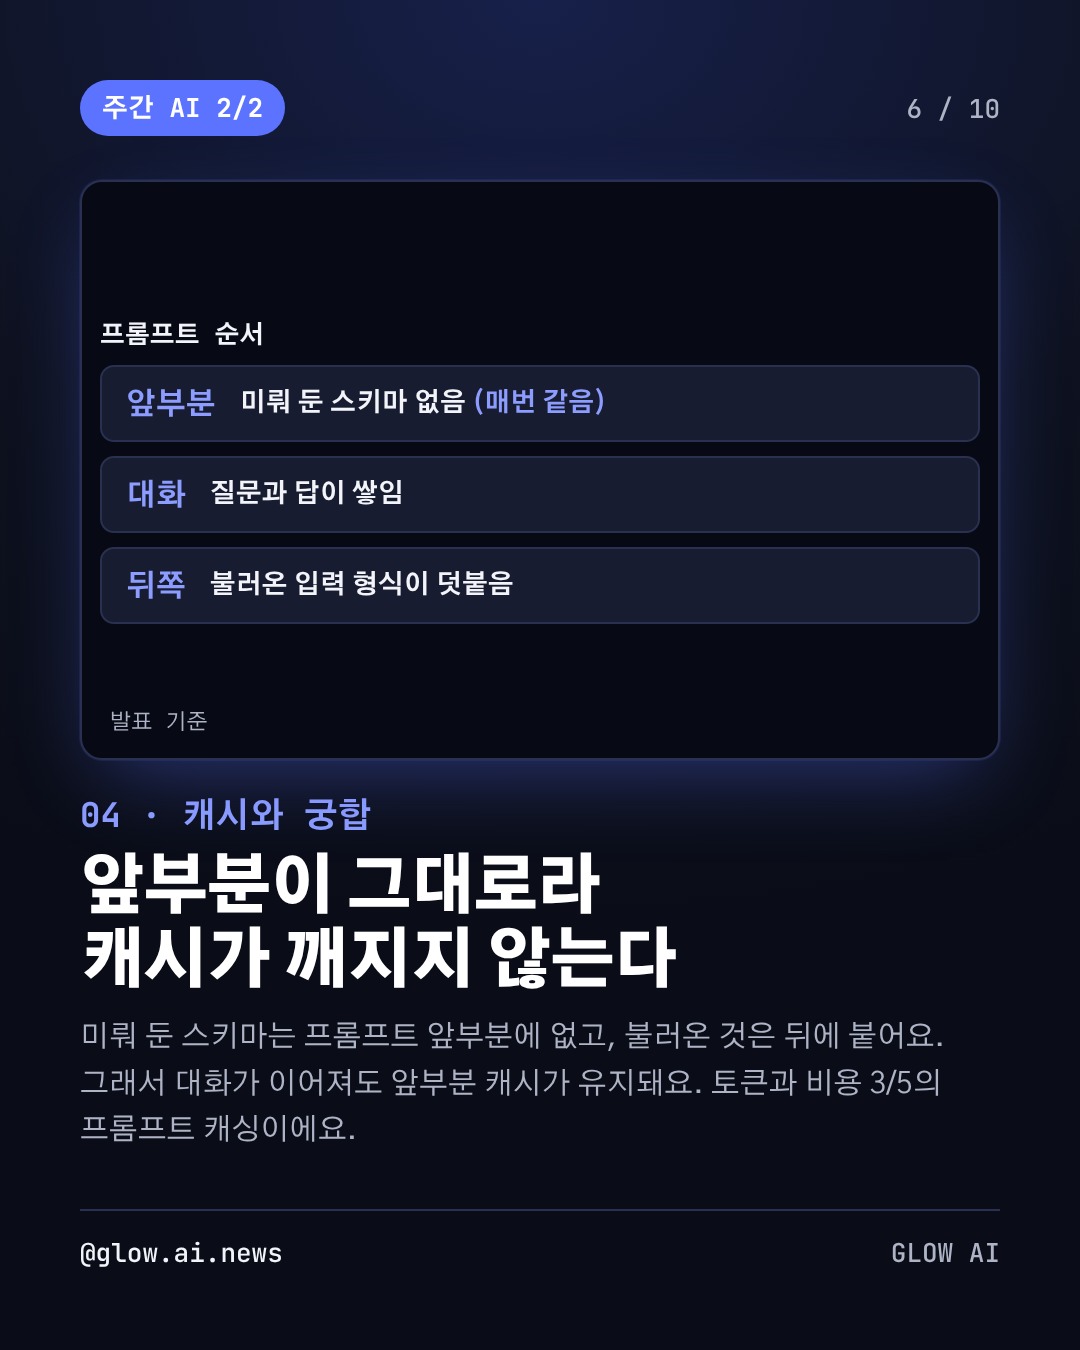 주간 AI 2/2
6 / 10
프롬프트 순서
앞부분 미뤄 둔 스키마 없음 (매번 같음)
대화 질문과 답이 쌓임
뒤쪽 불러온 입력 형식이 덧붙음
발표 기준
04 · 캐시와 궁합
앞부분이 그대로라
캐시가 깨지지 않는다
미뤄 둔 스키마는 프롬프트 앞부분에 없고, 불러온 것은 뒤에 붙어요.
그래서 대화가 이어져도 앞부분 캐시가 유지돼요. 토큰과 비용 3/5의
프롬프트 캐싱이에요.
@glow.ai.news
GLOW AI